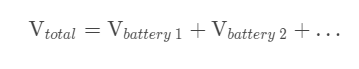 V_total = V_battery 1 + V_battery 2 + ...